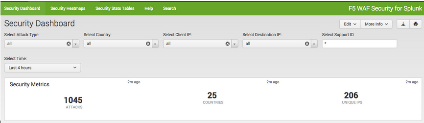 Security Dashboard Security Heatmaps Security State Tables Help Search F5 WAF Security for Splunk
Security Dashboard Edit More Info
Select Attack Type Select Country Select Client IP Select Destination IP Select Support ID
all all all all *
Select Time
Last 4 hours
Security Metrics 2m ago 2m ago 2m ago
1045 25 206
ATTACKS COUNTRIES UNIQUE IPS